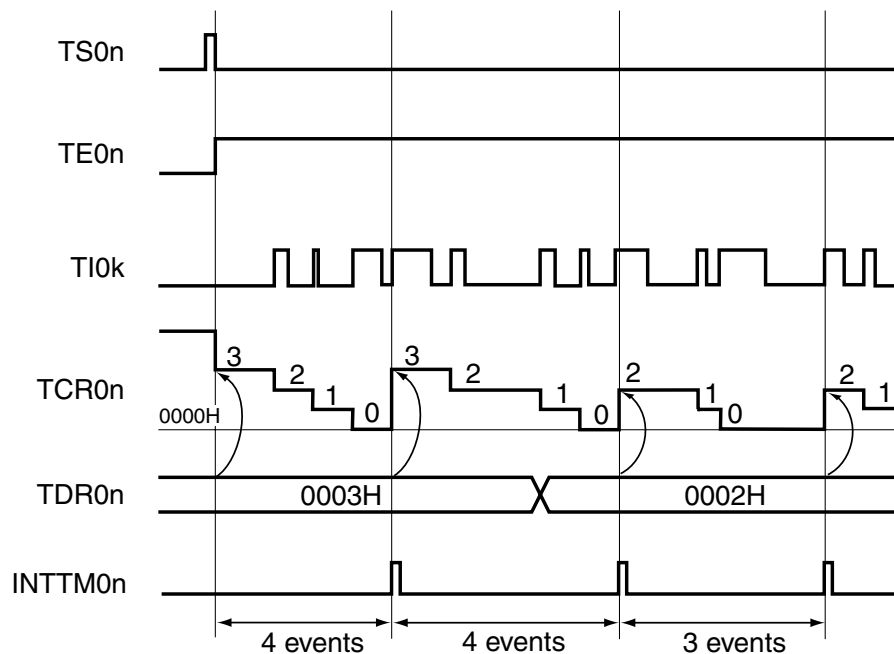 TS0n
TE0n
TI0k
TCR0n
3 2 1 0 3 2 1 0 2 1 0 2 1
0000H
TDR0n
0003H 0002H
INTTM0n
4 events 4 events 3 events